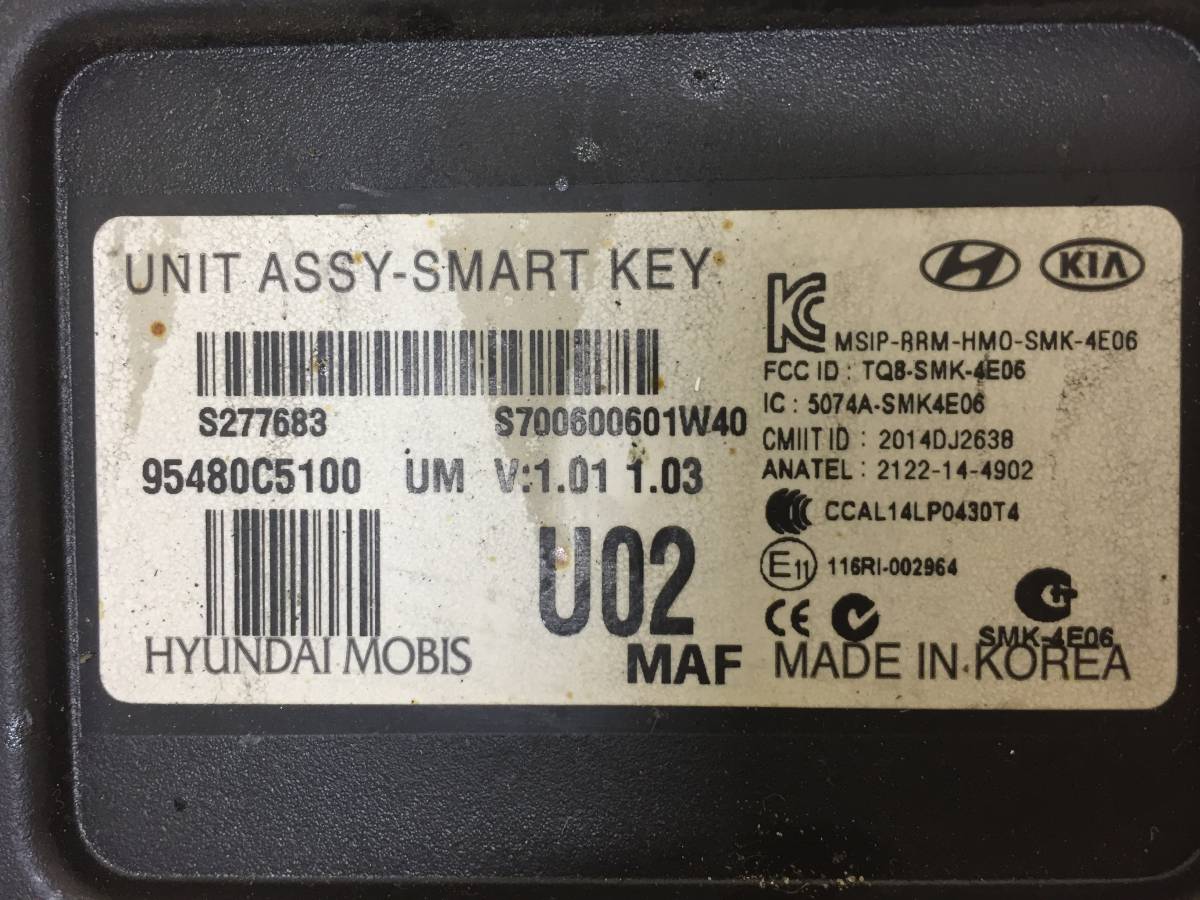 UNIT ASSY-SMART KEY
S277683 S700600601W40
95480C5100 UM V:1.01 1.03
U02
HYUNDAI MOBIS
MAF
KIA
KC
MSIP-RRM-HMO-SMK-4E06
FCC ID : TQ8-SMK-4E06
IC : 5074A-SMK4E06
CMIIT ID : 2014DJ2638
ANATEL : 2122-14-4902
CCAL14LP0430T4
E11 116RI-002964
CE
SMK-4E06
MADE IN KOREA